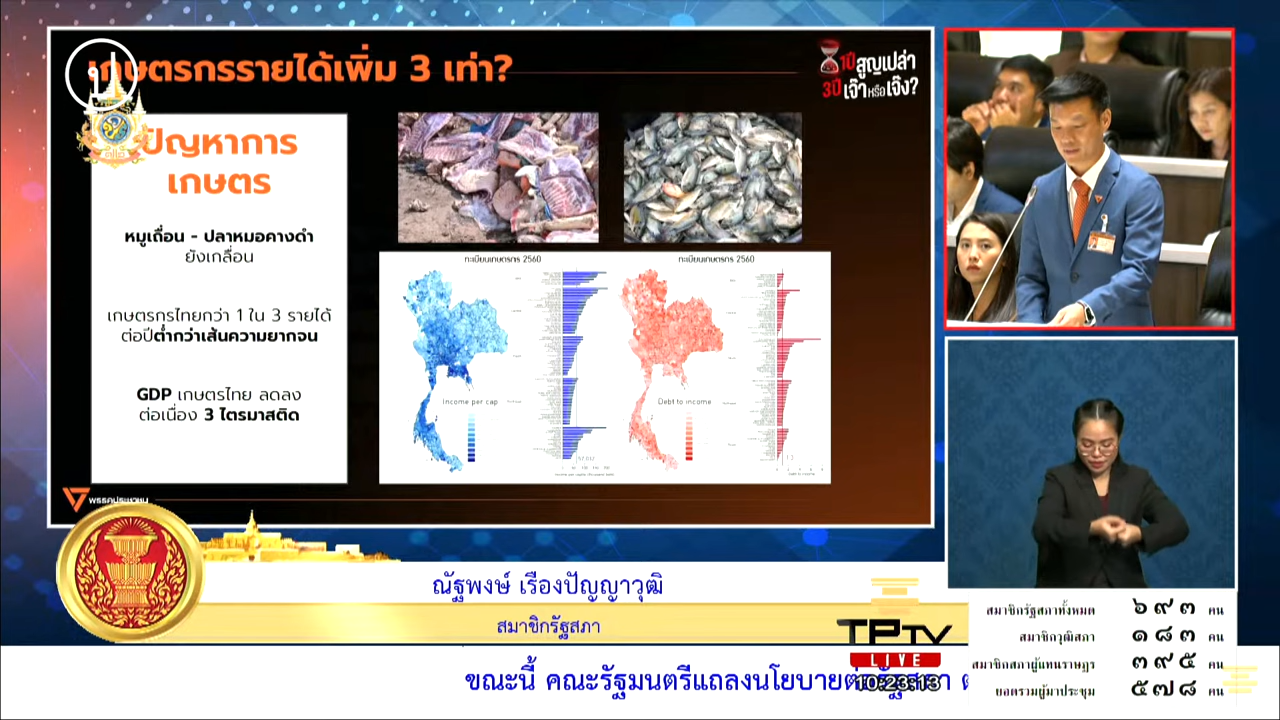 เกษตรกรรายได้เพิ่ม 3 เท่า?
ป
1ปีสูญเปล่า
3ปีเจ๊าหรือเจ๊ง?
ปัญหาการ
เกษตร
หมูเถื่อน - ปลาหมอคางดำ
ยังเกลื่อน
เกษตรกรไทยกว่า 1 ใน 3 รายได้
ต่อปีต่ำกว่าเส้นความยากจน
GDP เกษตรไทย ลดลง
ต่อเนื่อง 3 ไตรมาสติด
ทะเบียนเกษตรกร 2560
ทะเบียนเกษตรกร 2560
Income per cap
Debt to income
พรรคประชาชน
ณัฐพงษ์ เรืองปัญญาวุฒิ
สมาชิกรัฐสภา
TPTV
LIVE
10:23:13
ขณะนี้ คณะรัฐมนตรีแถลงนโยบายต่อรัฐสภา
สมาชิกรัฐสภาทั้งหมด ๖๙๓ คน
สมาชิกวุฒิสภา ๑๘๓ คน
สมาชิกสภาผู้แทนราษฎร ๓๙๕ คน
ยอดรวมผู้มาประชุม ๕๗๘ คน